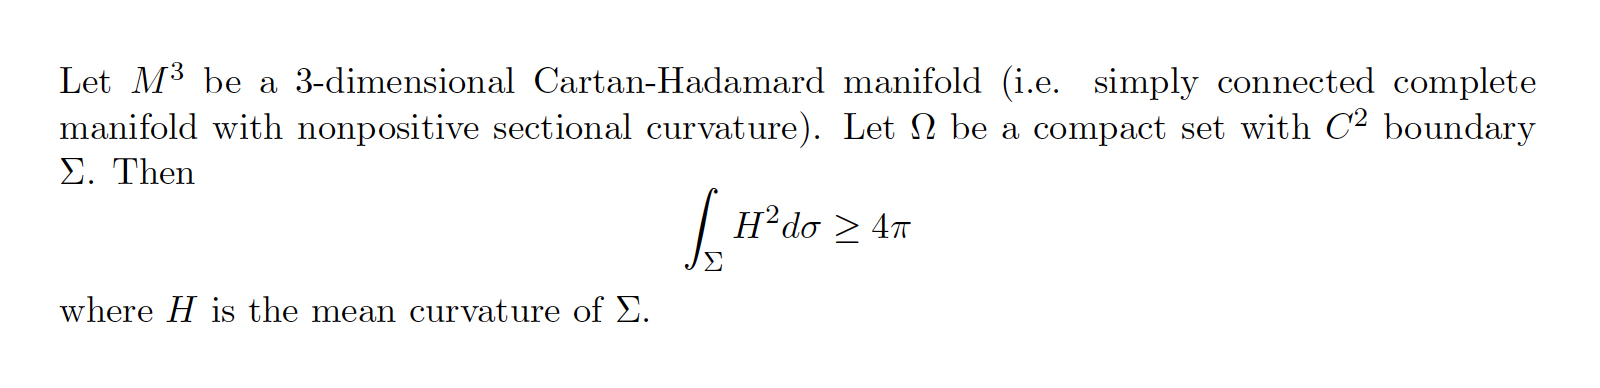 Let $M^3$ be a 3-dimensional Cartan-Hadamard manifold (i.e. simply connected complete
manifold with nonpositive sectional curvature). Let $\Omega$ be a compact set with $C^2$ boundary
$\Sigma$. Then
$$\int_{\Sigma} H^2 d\sigma \geq 4\pi$$
where $H$ is the mean curvature of $\Sigma$.